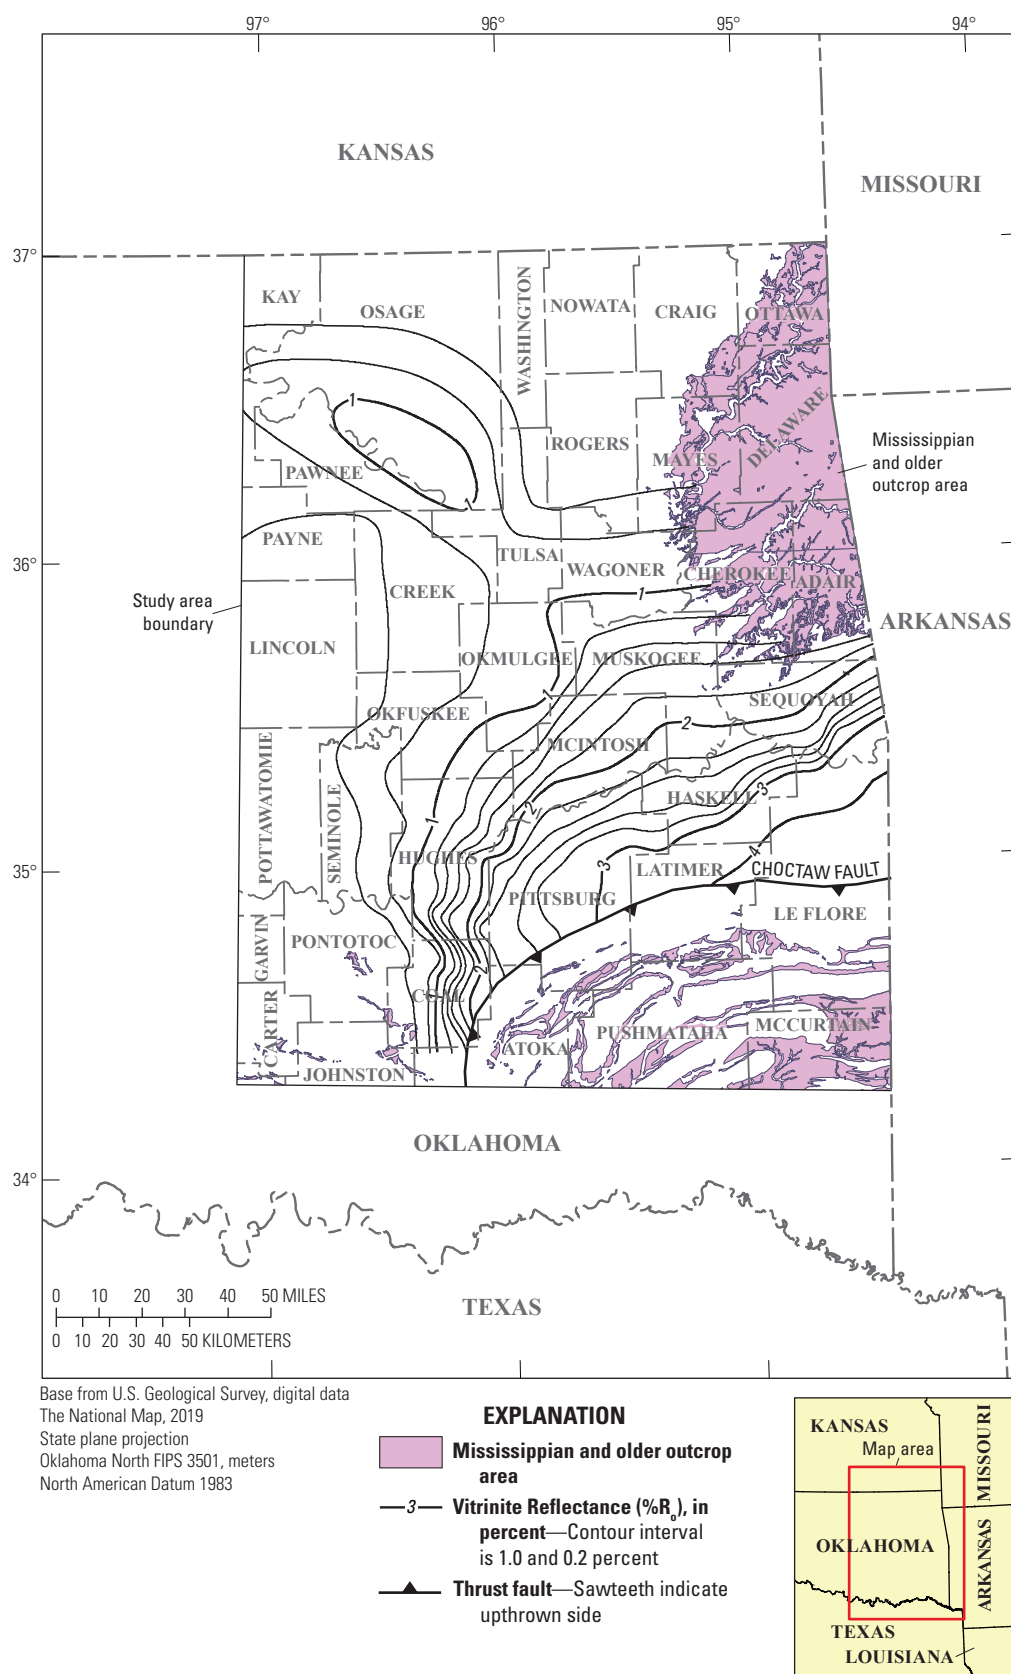 97°
96°
95°
94°
KANSAS
MISSOURI
37°
KAY
OSAGE
WASHINGTON
NOWATA
CRAIG
OTTAWA
1
ROGERS
MAYES
DELAWARE
Mississippian
and older
outcrop area
PAWNEE
1
PAYNE
36°
TULSA
WAGONER
CHEROKEE
ADAIR
CREEK
1
Study area
boundary
ARKANSAS
LINCOLN
OKMULGEE
MUSKOGEE
1
SEQUOYAH
OKFUSKEE
2
MCINTOSH
POTTAWATOMIE
SEMINOLE
HASKELL
3
2
1
HUGHES
4
35°
3
LATIMER
CHOCTAW FAULT
PITTSBURG
LE FLORE
GARVIN
PONTOTOC
2
COAL
CARTER
PUSHMATAHA
MCCURTAIN
ATOKA
JOHNSTON
OKLAHOMA
34°
TEXAS
0 10 20 30 40 50 MILES
0 10 20 30 40 50 KILOMETERS
Base from U.S. Geological Survey, digital data
The National Map, 2019
State plane projection
Oklahoma North FIPS 3501, meters
North American Datum 1983
EXPLANATION
Mississippian and older outcrop
area
3
Vitrinite Reflectance (%Ro), in
percent—Contour interval
is 1.0 and 0.2 percent
Thrust fault—Sawteeth indicate
upthrown side
KANSAS
MISSOURI
Map area
OKLAHOMA
ARKANSAS
TEXAS
LOUISIANA